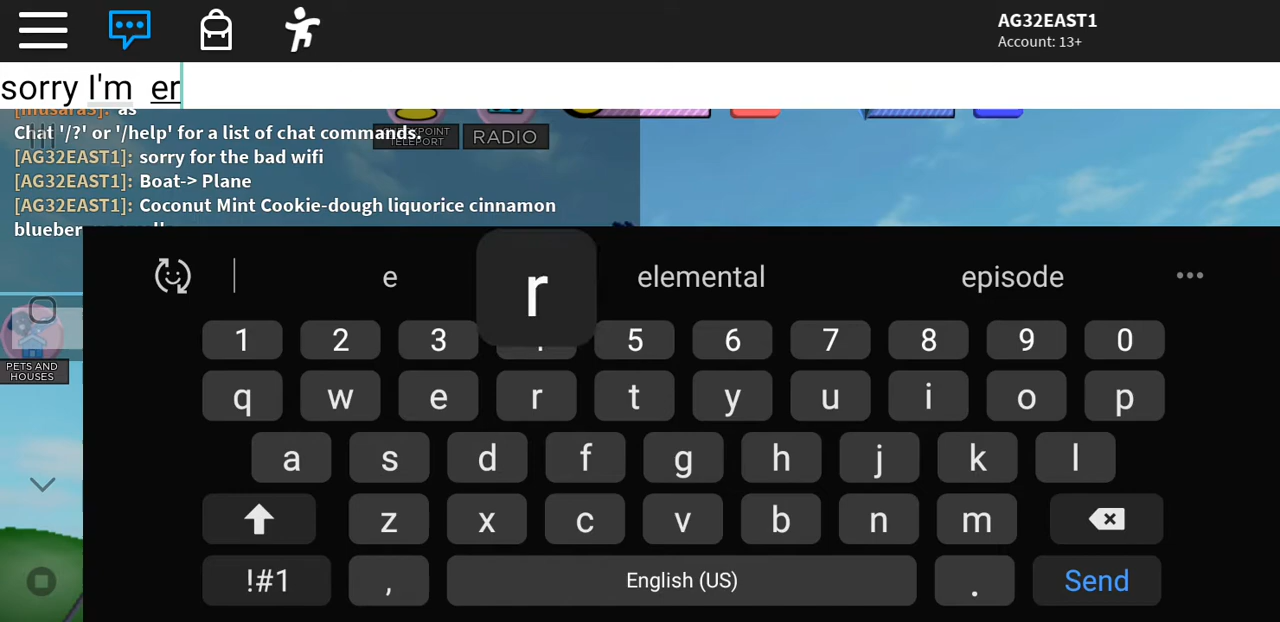 AG32EAST1
Account: 13+
sorry I'm  er
as
Chat '/?' or '/help' for a list of chat commands.
TELEPORT
RADIO
[AG32EAST1]: sorry for the bad wifi
[AG32EAST1]: Boat-> Plane
[AG32EAST1]: Coconut Mint Cookie-dough liquorice cinnamon
PETS AND
HOUSES
e elemental episode
r
1 2 3 5 6 7 8 9 0
q w e r t y u i o p
a s d f g h j k l
z x c v b n m
!#1 , English (US) . Send